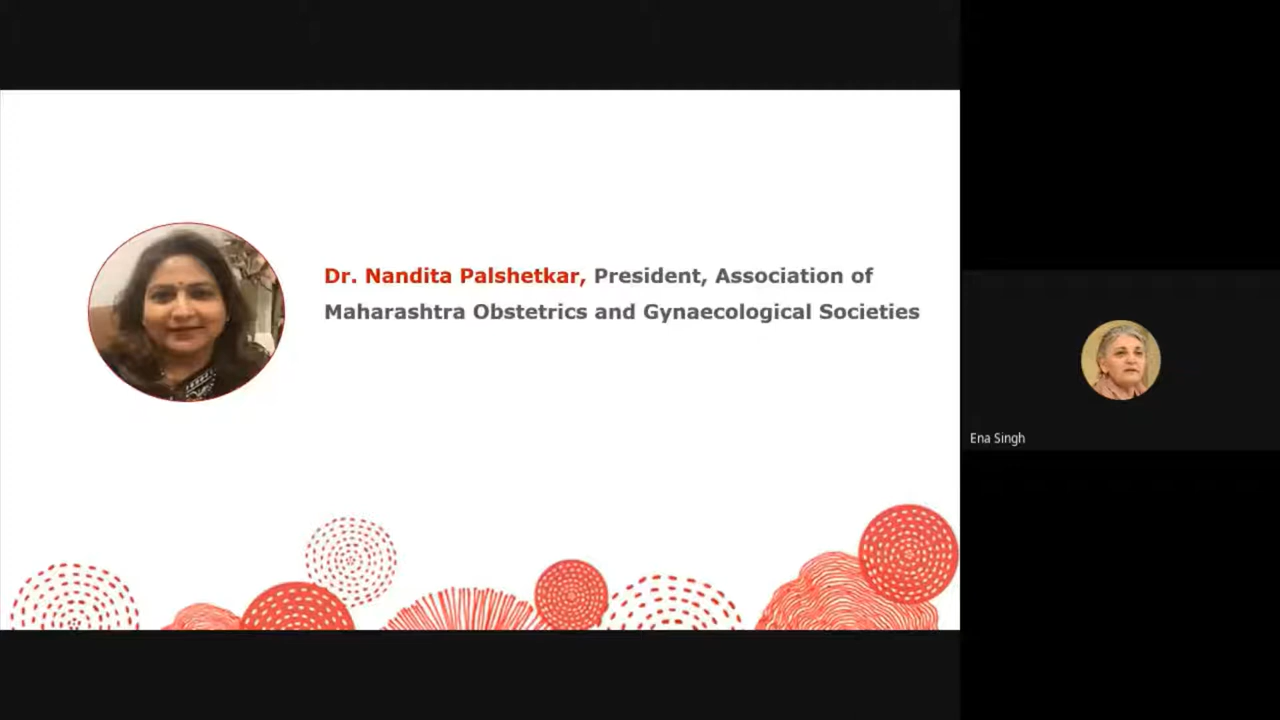 Dr. Nandita Palshetkar, President, Association of
Maharashtra Obstetrics and Gynaecological Societies
Ena Singh